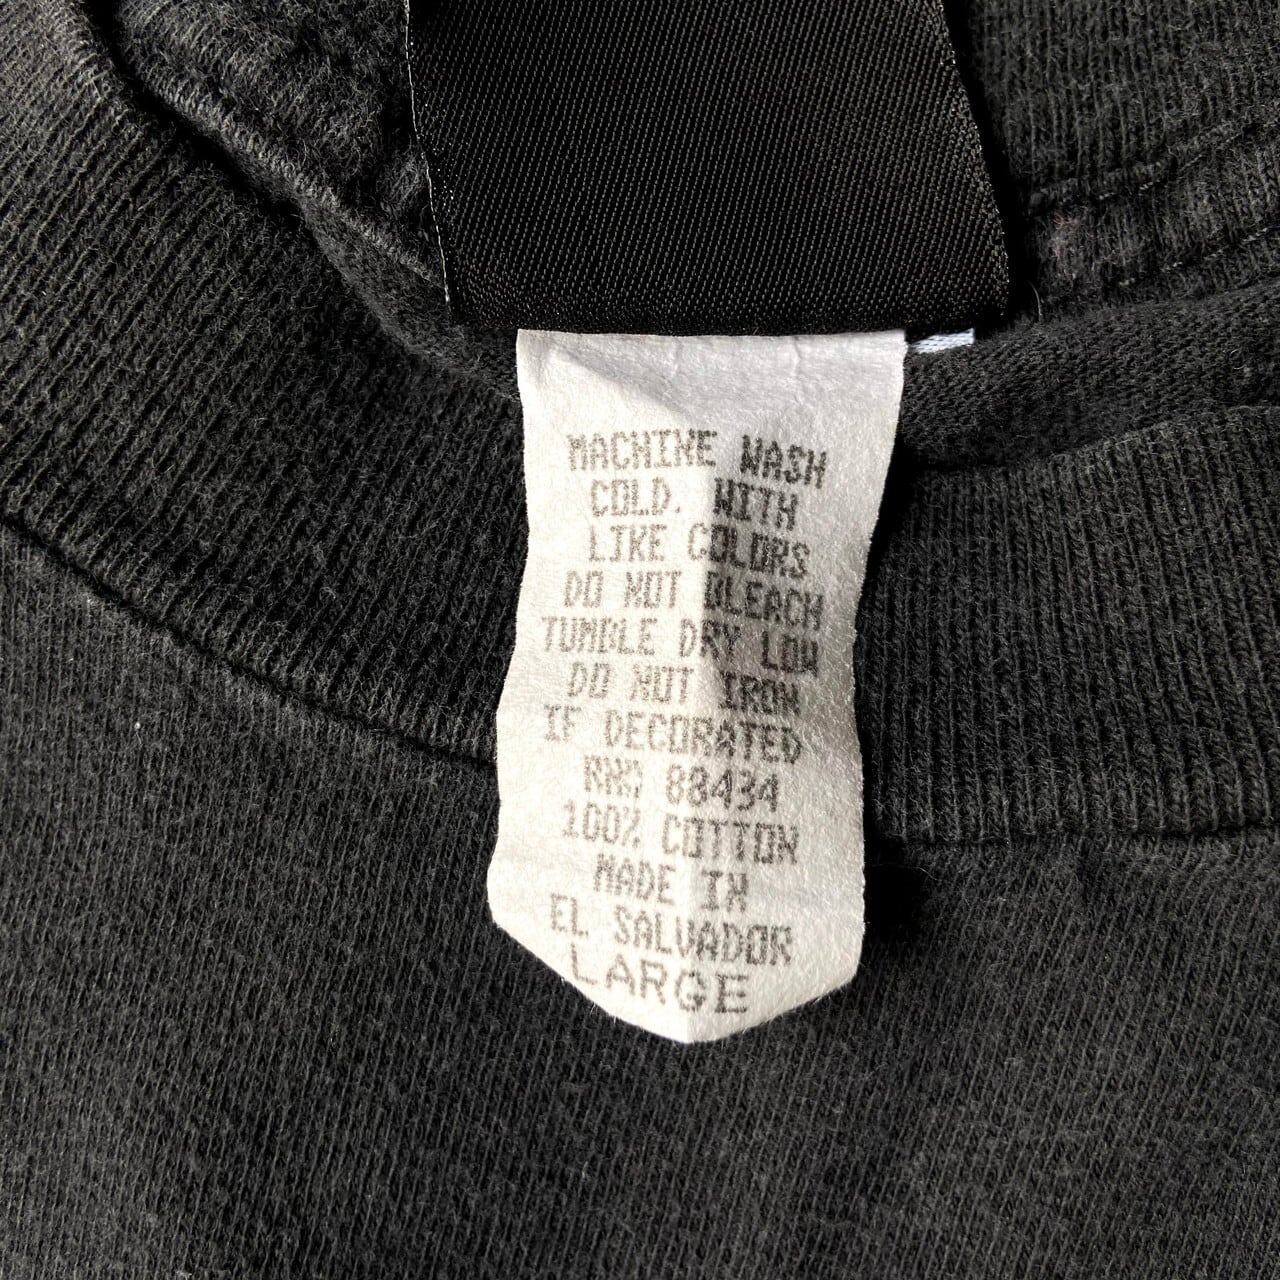 MACHINE WASH
COLD. WITH
LIKE COLORS
DO NOT BLEACH
TUMBLE DRY LOW
DO NOT IRON
IF DECORATED
RN# 88434
100% COTTON
MADE IN
EL SALVADOR
LARGE